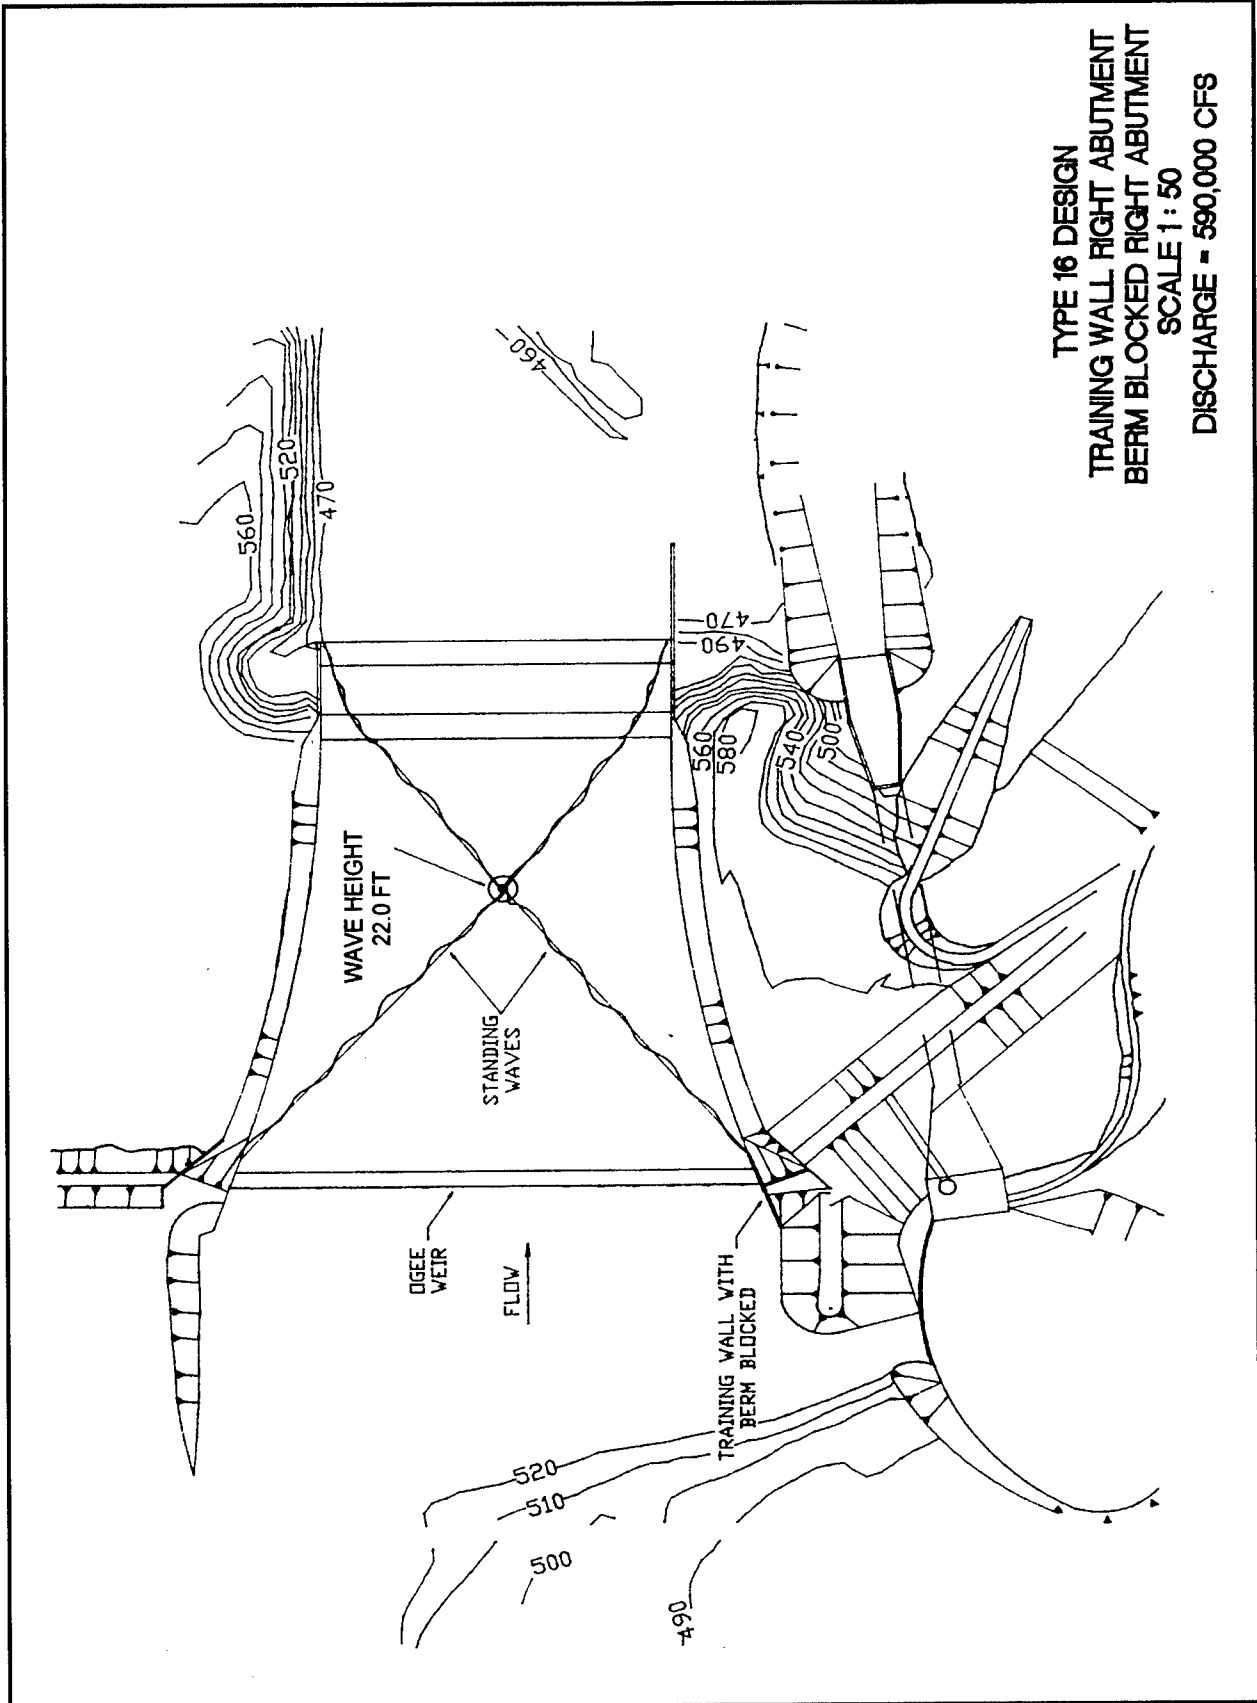 560
520
470
460
WAVE HEIGHT
22.0 FT
STANDING
WAVES
OGEE
WEIR
FLOW
470
490
560
580
540
500
TRAINING WALL WITH
BERM BLOCKED
520
510
500
490
TYPE 16 DESIGN
TRAINING WALL RIGHT ABUTMENT
BERM BLOCKED RIGHT ABUTMENT
SCALE 1 : 50
DISCHARGE = 590,000 CFS